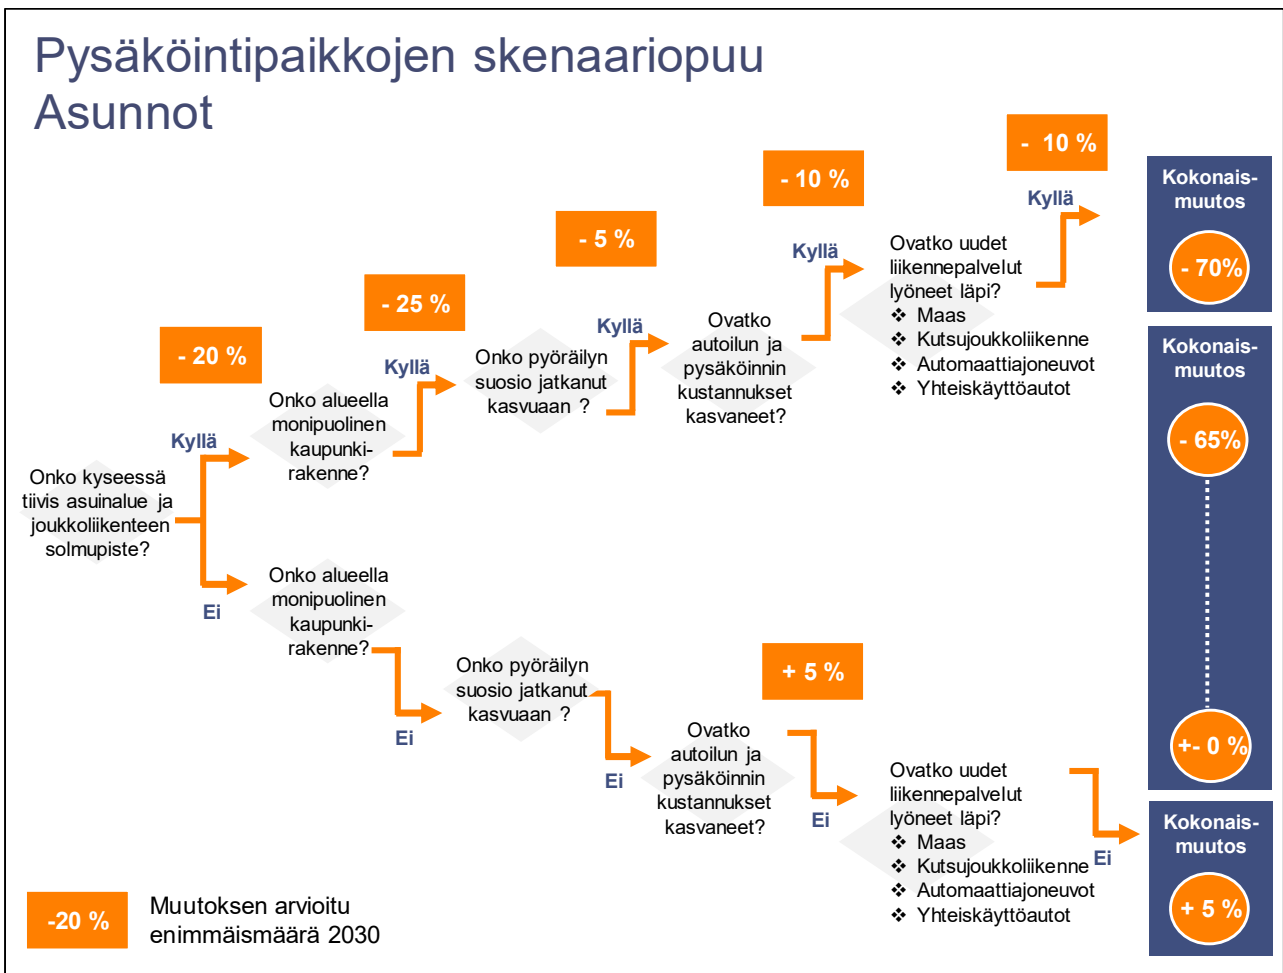 Pysäköintipaikkojen skenaariopuu
Asunnot
- 20 %
- 25 %
- 5 %
- 10 %
- 10 %
Onko kyseessä
tiivis asuinalue ja
joukkoliikenteen
solmupiste?
Kyllä
Onko alueella
monipuolinen
kaupunki-
rakenne?
Kyllä
Onko pyöräilyn
suosio jatkanut
kasvuaan ?
Kyllä
Ovatko
autoilun ja
pysäköinnin
kustannukset
kasvaneet?
Kyllä
Ovatko uudet
liikennepalvelut
lyöneet läpi?
❖ Maas
❖ Kutsujoukkoliikenne
❖ Automaattiajoneuvot
❖ Yhteiskäyttöautot
Kyllä
Kokonais-
muutos
- 70%
Kokonais-
muutos
- 65%
+- 0 %
Ei
Onko alueella
monipuolinen
kaupunki-
rakenne?
Ei
Onko pyöräilyn
suosio jatkanut
kasvuaan ?
Ei
Ovatko
autoilun ja
pysäköinnin
kustannukset
kasvaneet?
+ 5 %
Ei
Ovatko uudet
liikennepalvelut
lyöneet läpi?
❖ Maas
❖ Kutsujoukkoliikenne
❖ Automaattiajoneuvot
❖ Yhteiskäyttöautot
Ei
Kokonais-
muutos
+ 5 %
-20 %
Muutoksen arvioitu
enimmäismäärä 2030